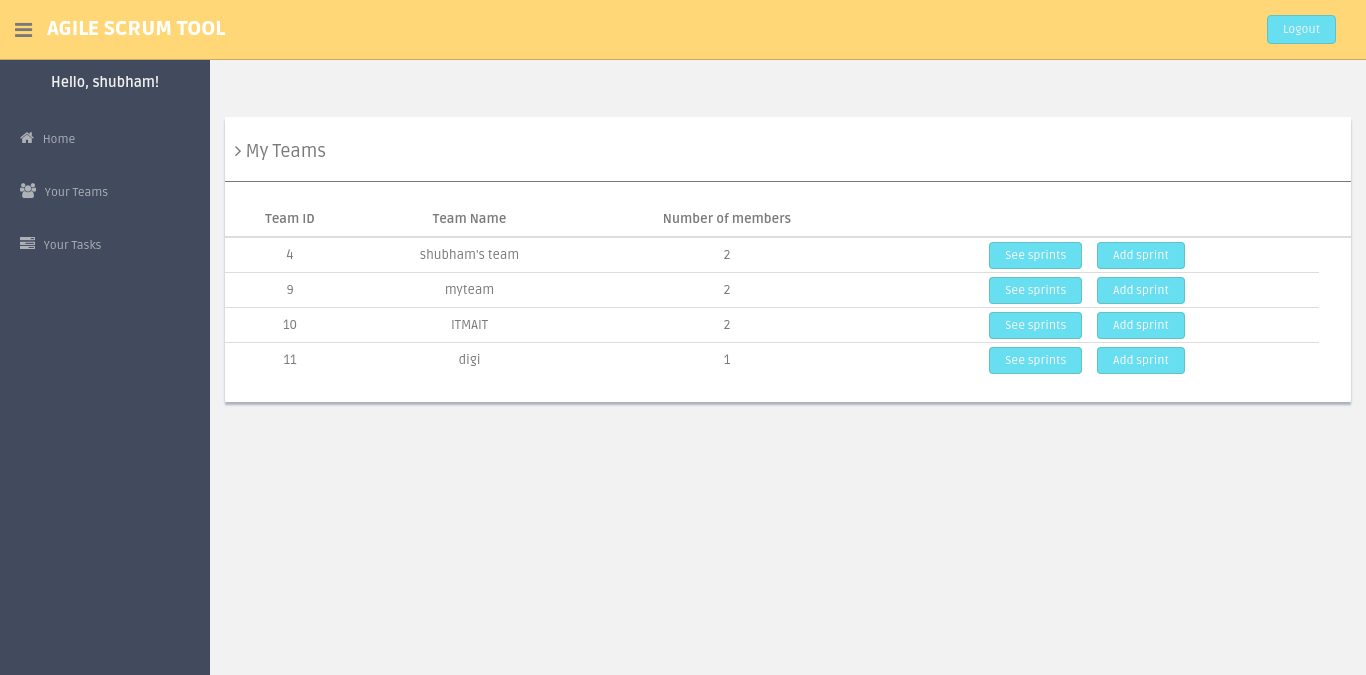 AGILE SCRUM TOOL
Logout
Hello, shubham!
Home
Your Teams
Your Tasks
My Teams
Team ID Team Name Number of members
4 shubham's team 2 See sprints Add sprint
9 myteam 2 See sprints Add sprint
10 ITMAIT 2 See sprints Add sprint
11 digi 1 See sprints Add sprint